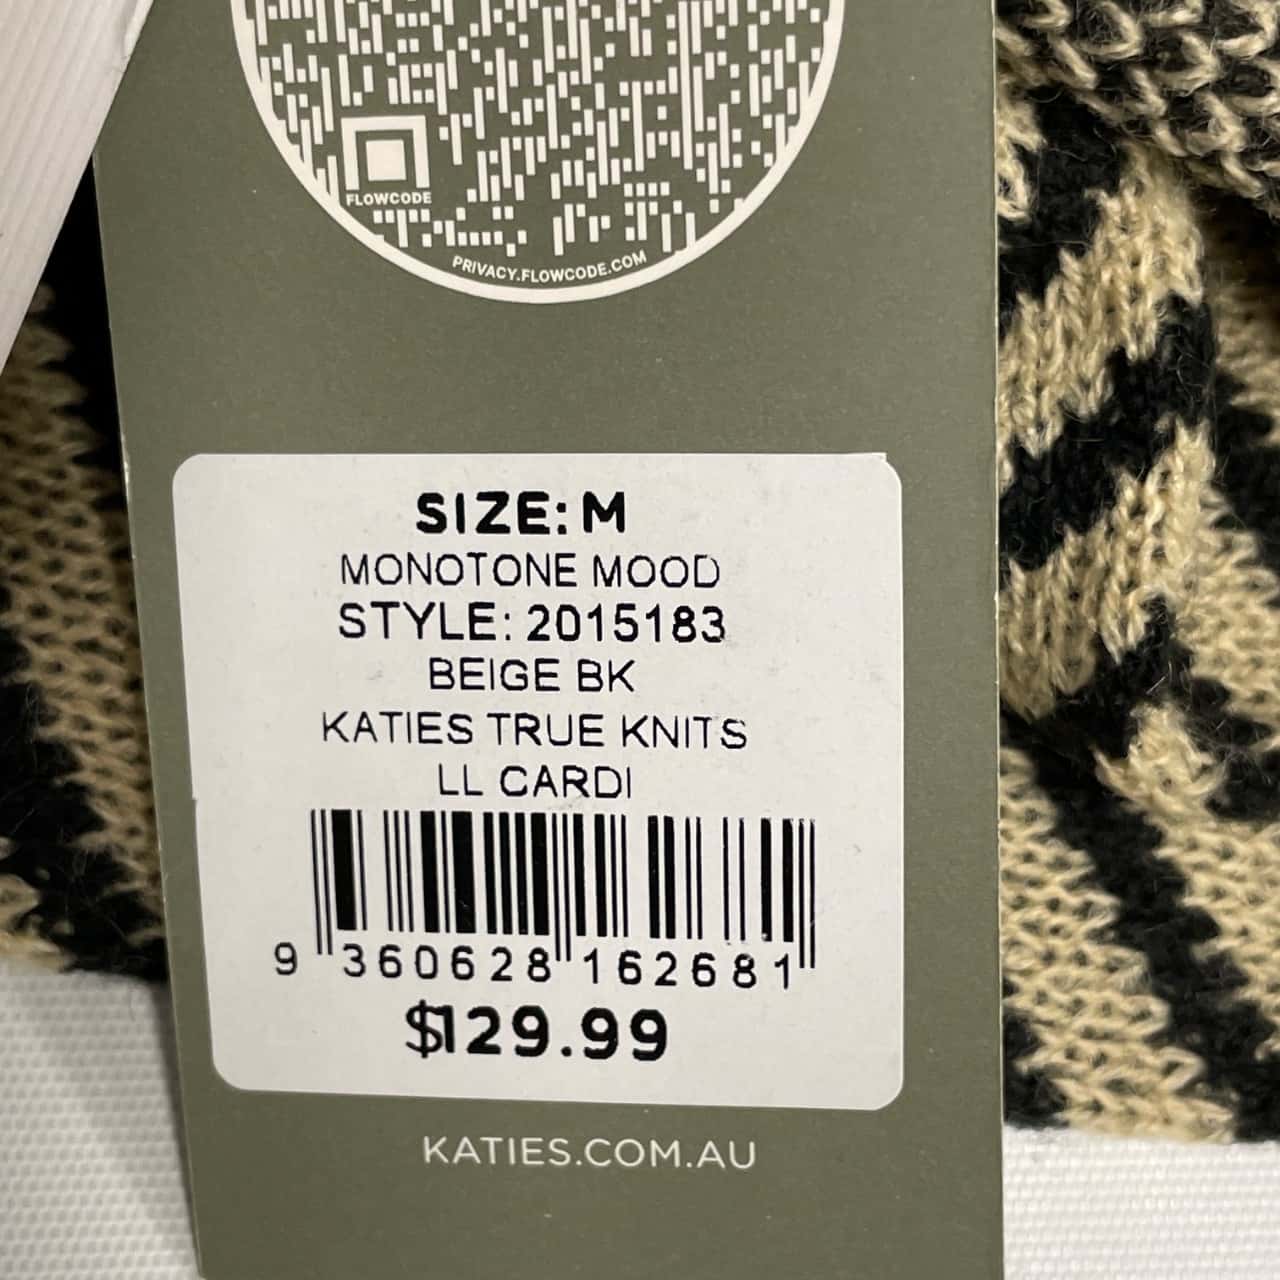 FLOWCODE
PRIVACY.FLOWCODE.COM
SIZE: M
MONOTONE MOOD
STYLE: 2015183
BEIGE BK
KATIES TRUE KNITS
LL CARDI
9 360628 162681
$129.99
KATIES.COM.AU